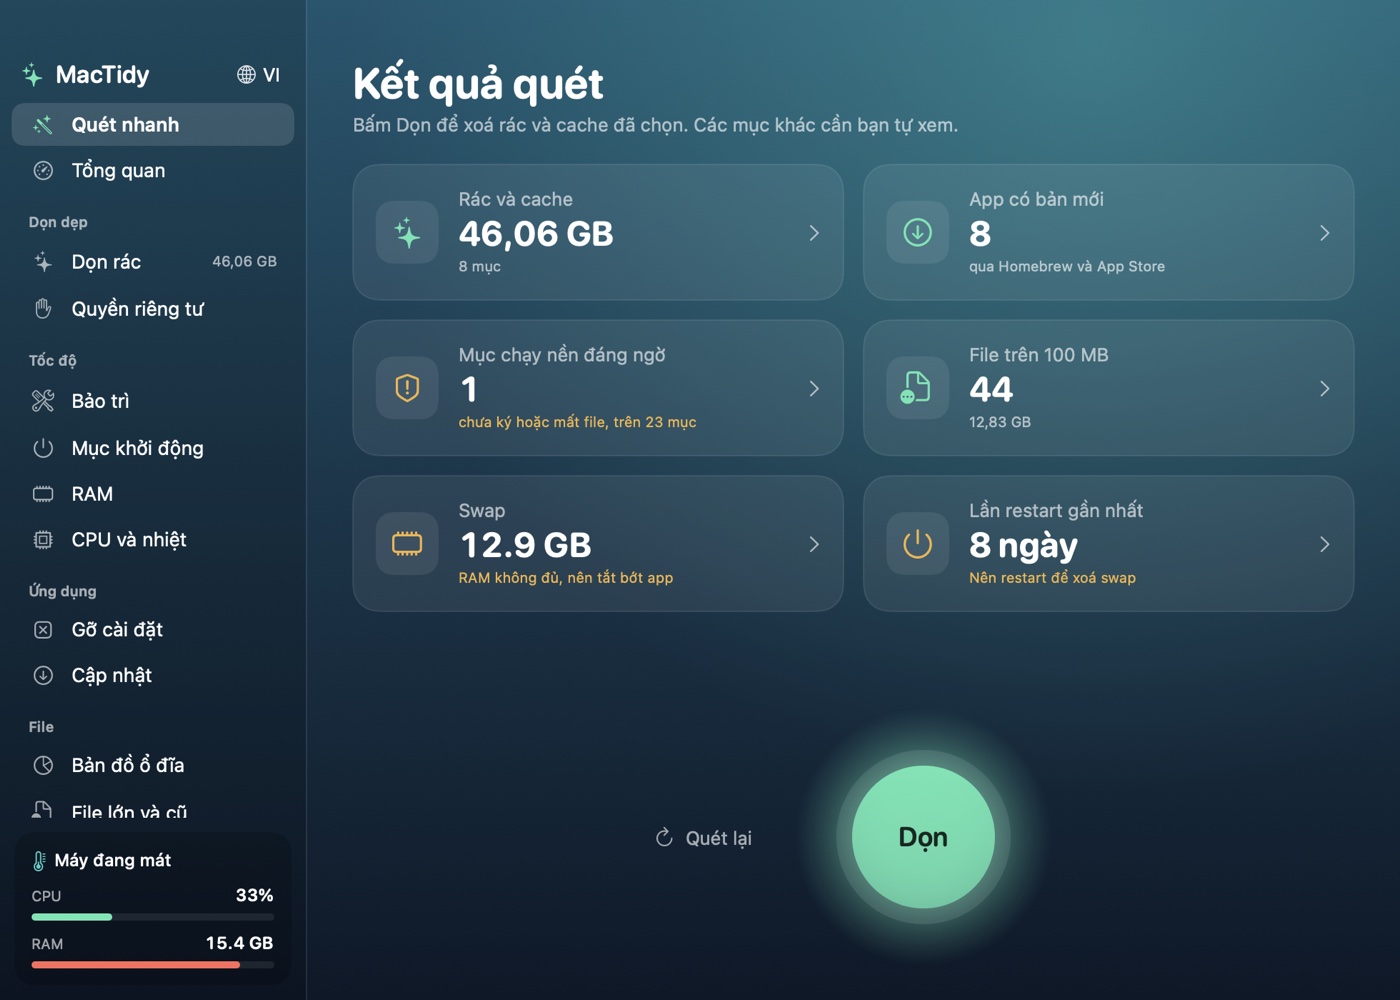 MacTidy
VI
Quét nhanh
Tổng quan
Dọn dẹp
Dọn rác 46,06 GB
Quyền riêng tư
Tốc độ
Bảo trì
Mục khởi động
RAM
CPU và nhiệt
Ứng dụng
Gỡ cài đặt
Cập nhật
File
Bản đồ ổ đĩa
File lớn và cũ
Máy đang mát
CPU 33%
RAM 15.4 GB
Kết quả quét
Bấm Dọn để xoá rác và cache đã chọn. Các mục khác cần bạn tự xem.
Rác và cache
46,06 GB
8 mục
App có bản mới
8
qua Homebrew và App Store
Mục chạy nền đáng ngờ
1
chưa ký hoặc mất file, trên 23 mục
File trên 100 MB
44
12,83 GB
Swap
12.9 GB
RAM không đủ, nên tắt bớt app
Lần restart gần nhất
8 ngày
Nên restart để xoá swap
Quét lại
Dọn